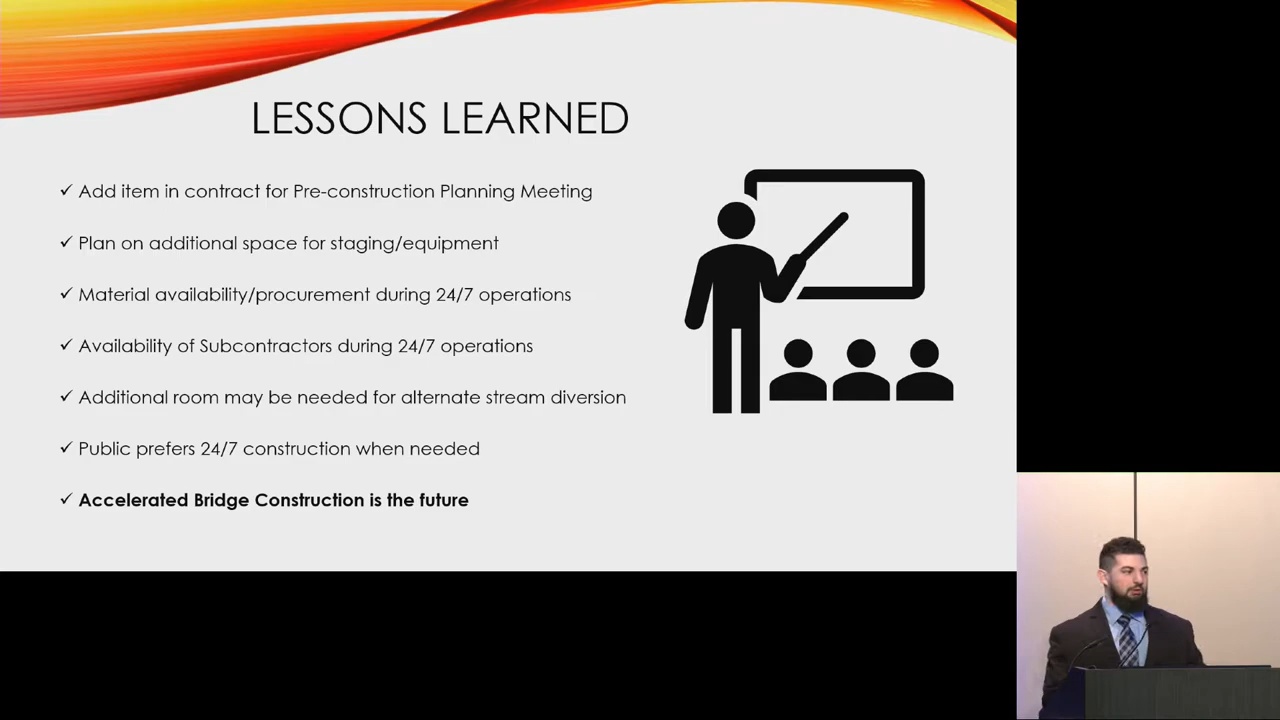 LESSONS LEARNED
✓ Add item in contract for Pre-construction Planning Meeting
✓ Plan on additional space for staging/equipment
✓ Material availability/procurement during 24/7 operations
✓ Availability of Subcontractors during 24/7 operations
✓ Additional room may be needed for alternate stream diversion
✓ Public prefers 24/7 construction when needed
✓ Accelerated Bridge Construction is the future